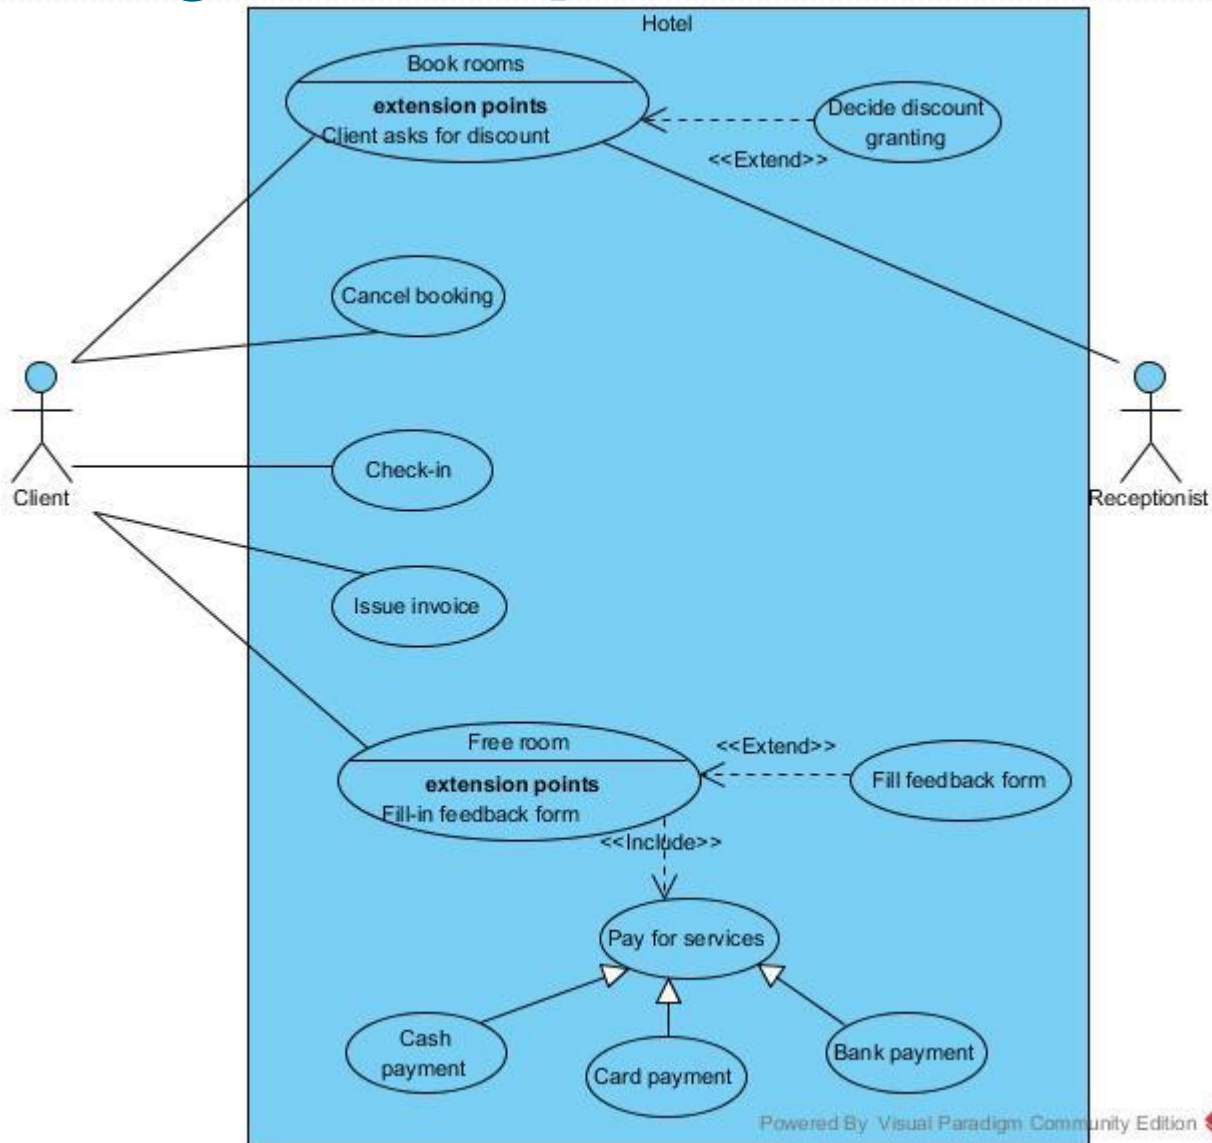 Hotel
Book rooms
extension points
Client asks for discount
Decide discount
granting
<<Extend>>
Cancel booking
Check-in
Client
Receptionist
Issue invoice
Free room
extension points
Fill-in feedback form
<<Extend>>
Fill feedback form
<<Include>>
Pay for services
Cash
payment
Card payment
Bank payment
Powered By Visual Paradigm Community Edition